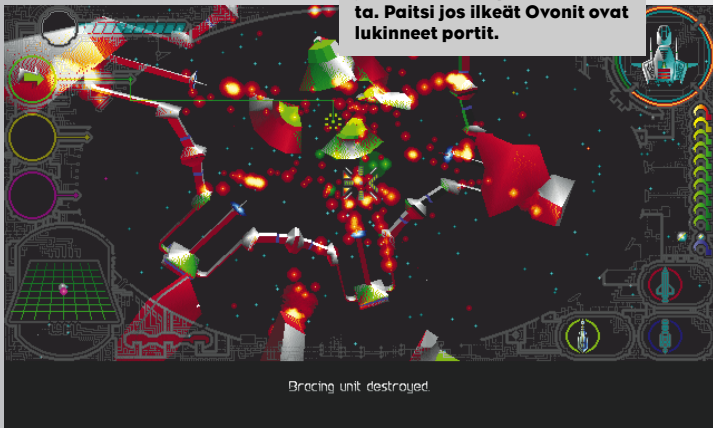 ta. Paitsi jos ilkeät Ovonit ovat
lukinneet portit.
Bracing unit destroyed.